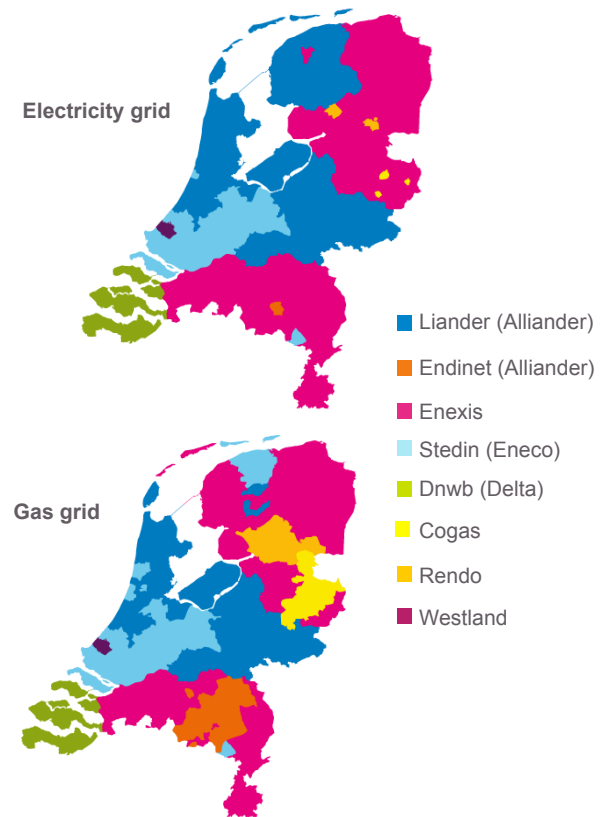 Electricity grid
Liander (Alliander)
Endinet (Alliander)
Enexis
Stedin (Eneco)
Dnwb (Delta)
Cogas
Rendo
Westland
Gas grid